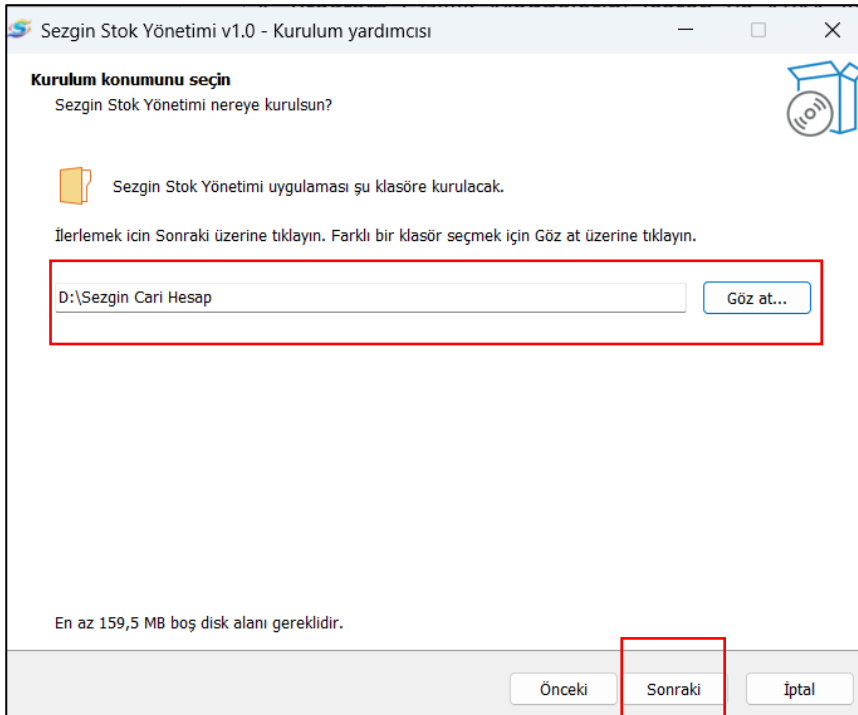 Sezgin Stok Yönetimi v1.0 - Kurulum yardımcısı
Kurulum konumunu seçin
Sezgin Stok Yönetimi nereye kurulsun?
Sezgin Stok Yönetimi uygulaması şu klasöre kurulacak.
İlerlemek icin Sonraki üzerine tıklayın. Farklı bir klasör seçmek için Göz at üzerine tıklayın.
D:\Sezgin Cari Hesap
Göz at...
En az 159,5 MB boş disk alanı gereklidir.
Önceki
Sonraki
İptal